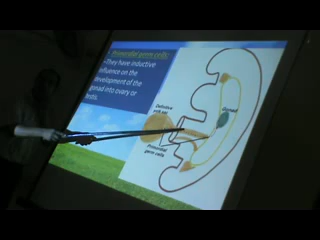 Primordial germ cells:
-They have inductive
influence on the
development of the
gonad into ovary or
testis.
Definitive
yolk sac
Primordial
germ cells